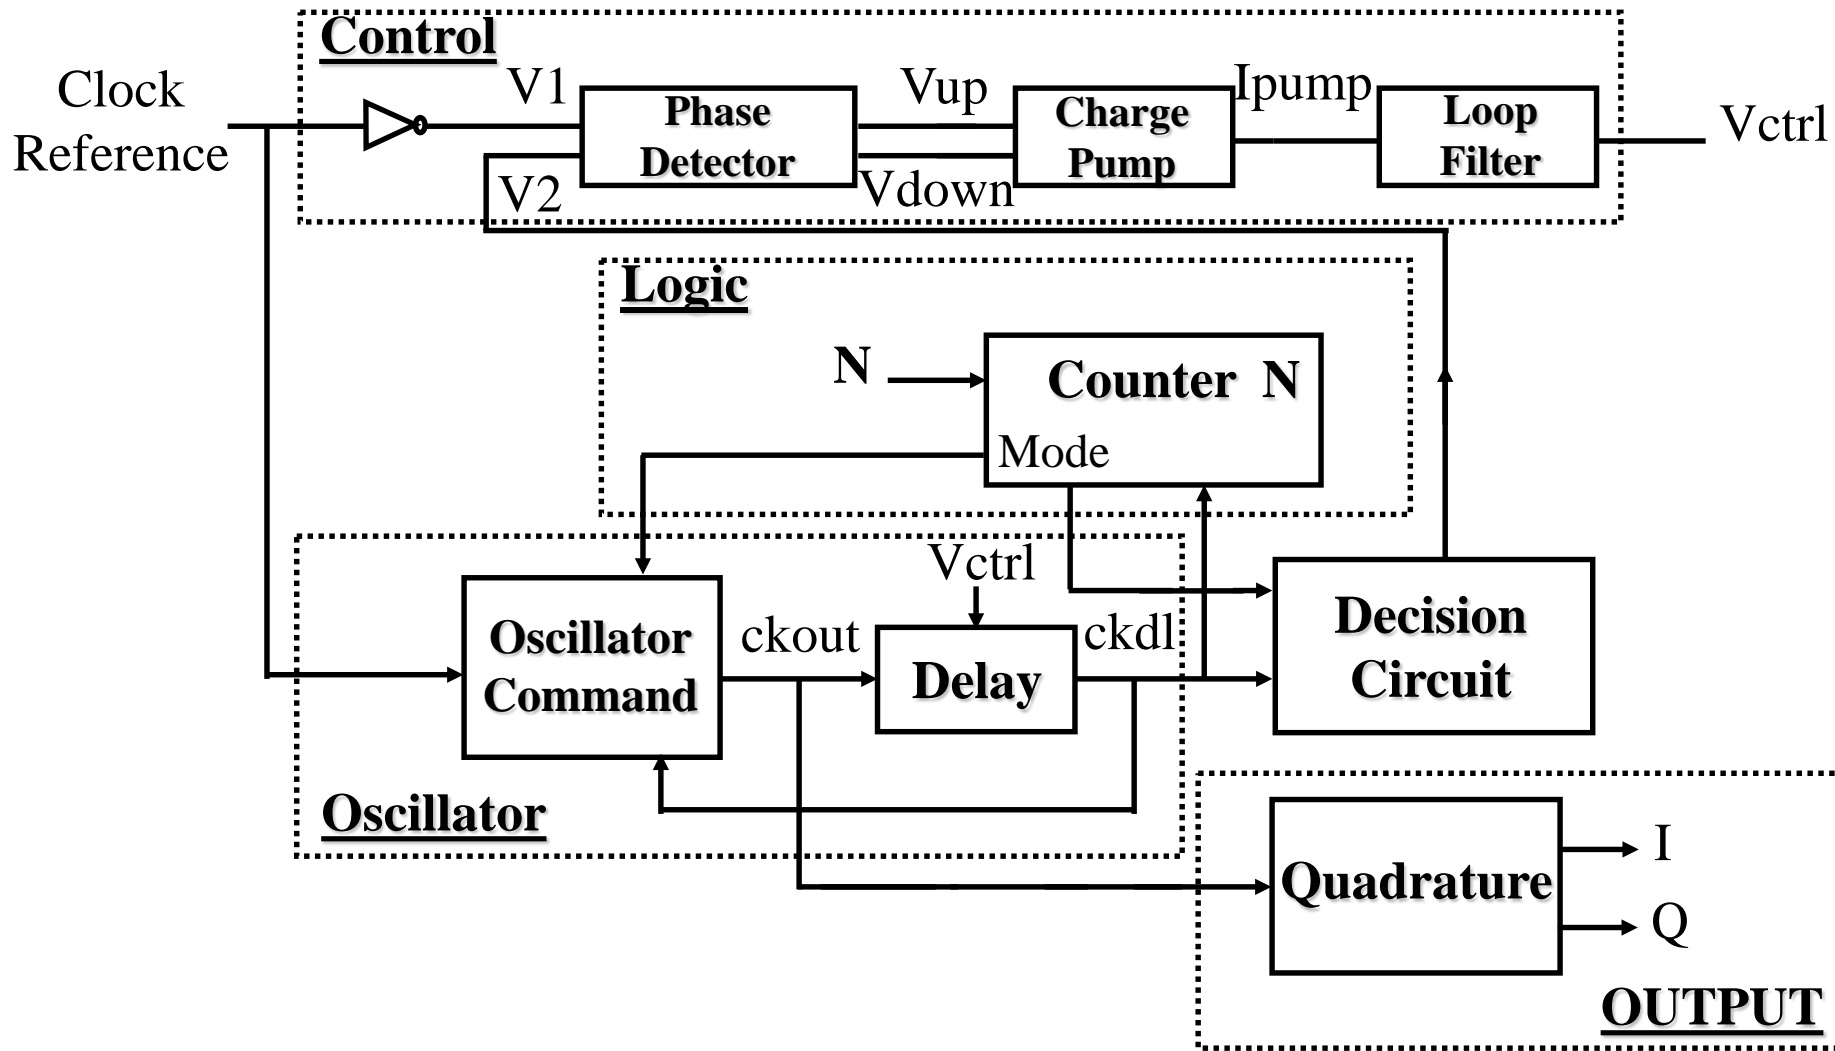 Control
Clock
Reference
V1
Phase
Detector
V2
Vup
Vdown
Charge
Pump
Ipump
Loop
Filter
Vctrl
Logic
N
Counter N
Mode
Vctrl
Oscillator
Command
ckout
Delay
ckdl
Decision
Circuit
Oscillator
Quadrature
I
Q
OUTPUT